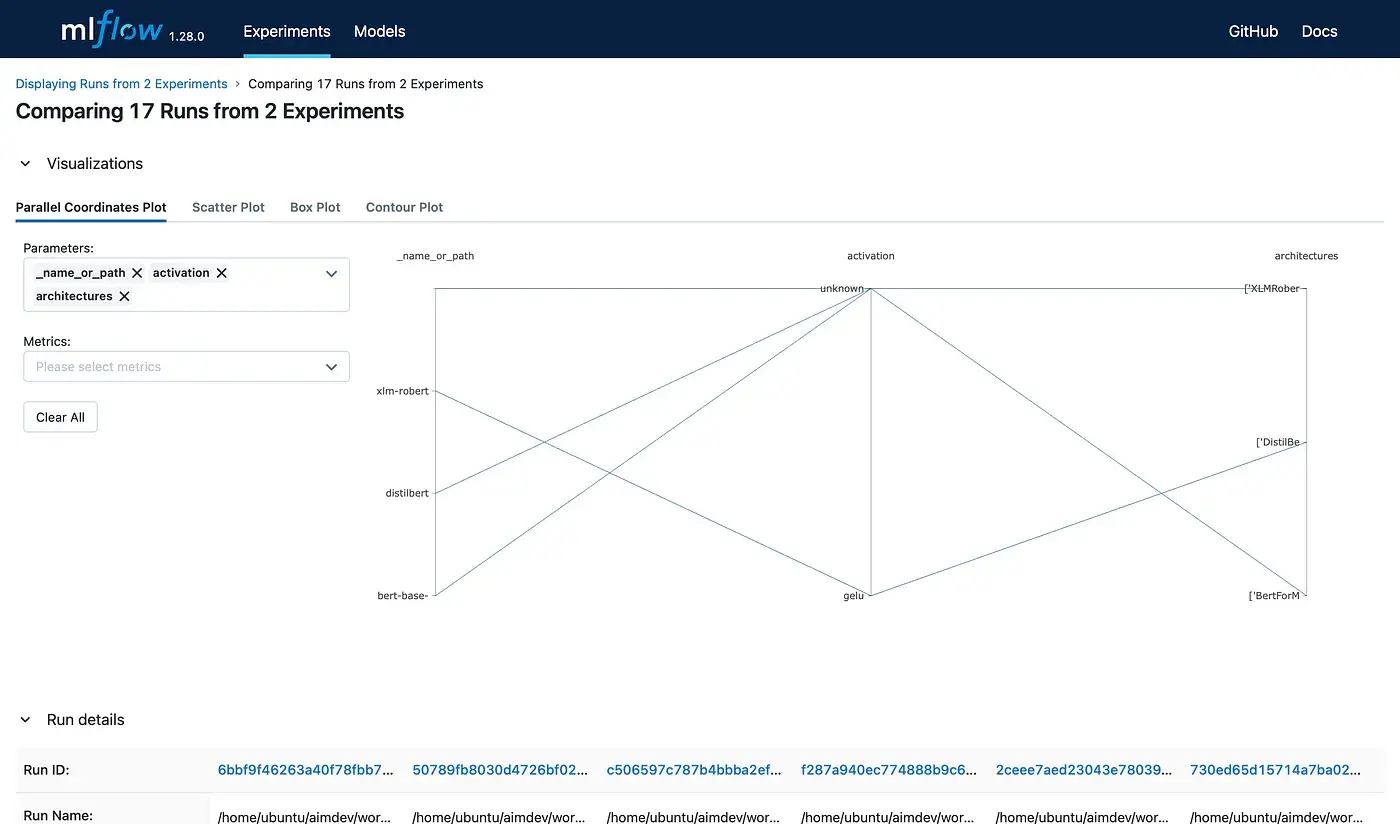 mlflow 1.28.0 Experiments Models GitHub Docs
Displaying Runs from 2 Experiments › Comparing 17 Runs from 2 Experiments
Comparing 17 Runs from 2 Experiments
Visualizations
Parallel Coordinates Plot Scatter Plot Box Plot Contour Plot
Parameters:
_name_or_path activation
architectures
Metrics:
Please select metrics
Clear All
_name_or_path activation architectures
unknown ['XLMRober
xlm-robert
['DistilBe
distilbert
bert-base- gelu ['BertForM
Run details
Run ID: 6bbf9f46263a40f78fbb7... 50789fb8030d4726bf02... c506597c787b4bbba2ef... f287a940ec774888b9c6... 2ceee7aed23043e78039... 730ed65d15714a7ba02...
Run Name: /home/ubuntu/aimdev/wor... /home/ubuntu/aimdev/wor... /home/ubuntu/aimdev/wor... /home/ubuntu/aimdev/wor... /home/ubuntu/aimdev/wor... /home/ubuntu/aimdev/wor...